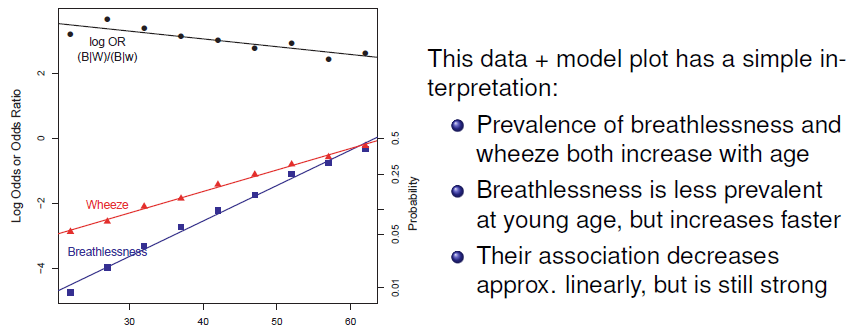 log OR
(B|W)/(B|w)
Wheeze
Breathlessness
Log Odds or Odds Ratio
2
0
−2
−4
30
40
50
60
0.5
0.25
0.05
0.01
Probability
This data + model plot has a simple in-
terpretation:
Prevalence of breathlessness and
wheeze both increase with age
Breathlessness is less prevalent
at young age, but increases faster
Their association decreases
approx. linearly, but is still strong